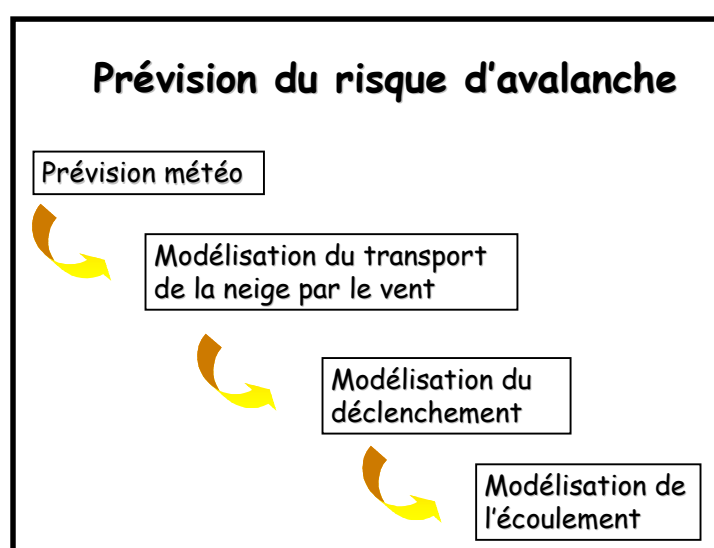 Prévision du risque d’avalanche
Prévision météo
Modélisation du transport
de la neige par le vent
Modélisation du
déclenchement
Modélisation de
l’écoulement